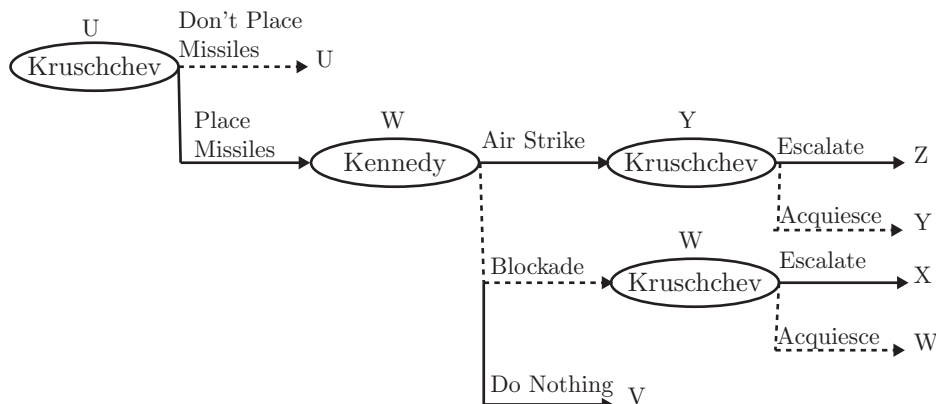 U
Don't Place
Missiles
Kruschchev
U
Place
Missiles
W
Kennedy
Air Strike
Y
Kruschchev
Escalate
Z
Acquiesce
Y
W
Blockade
Kruschchev
Escalate
X
Acquiesce
W
Do Nothing
V